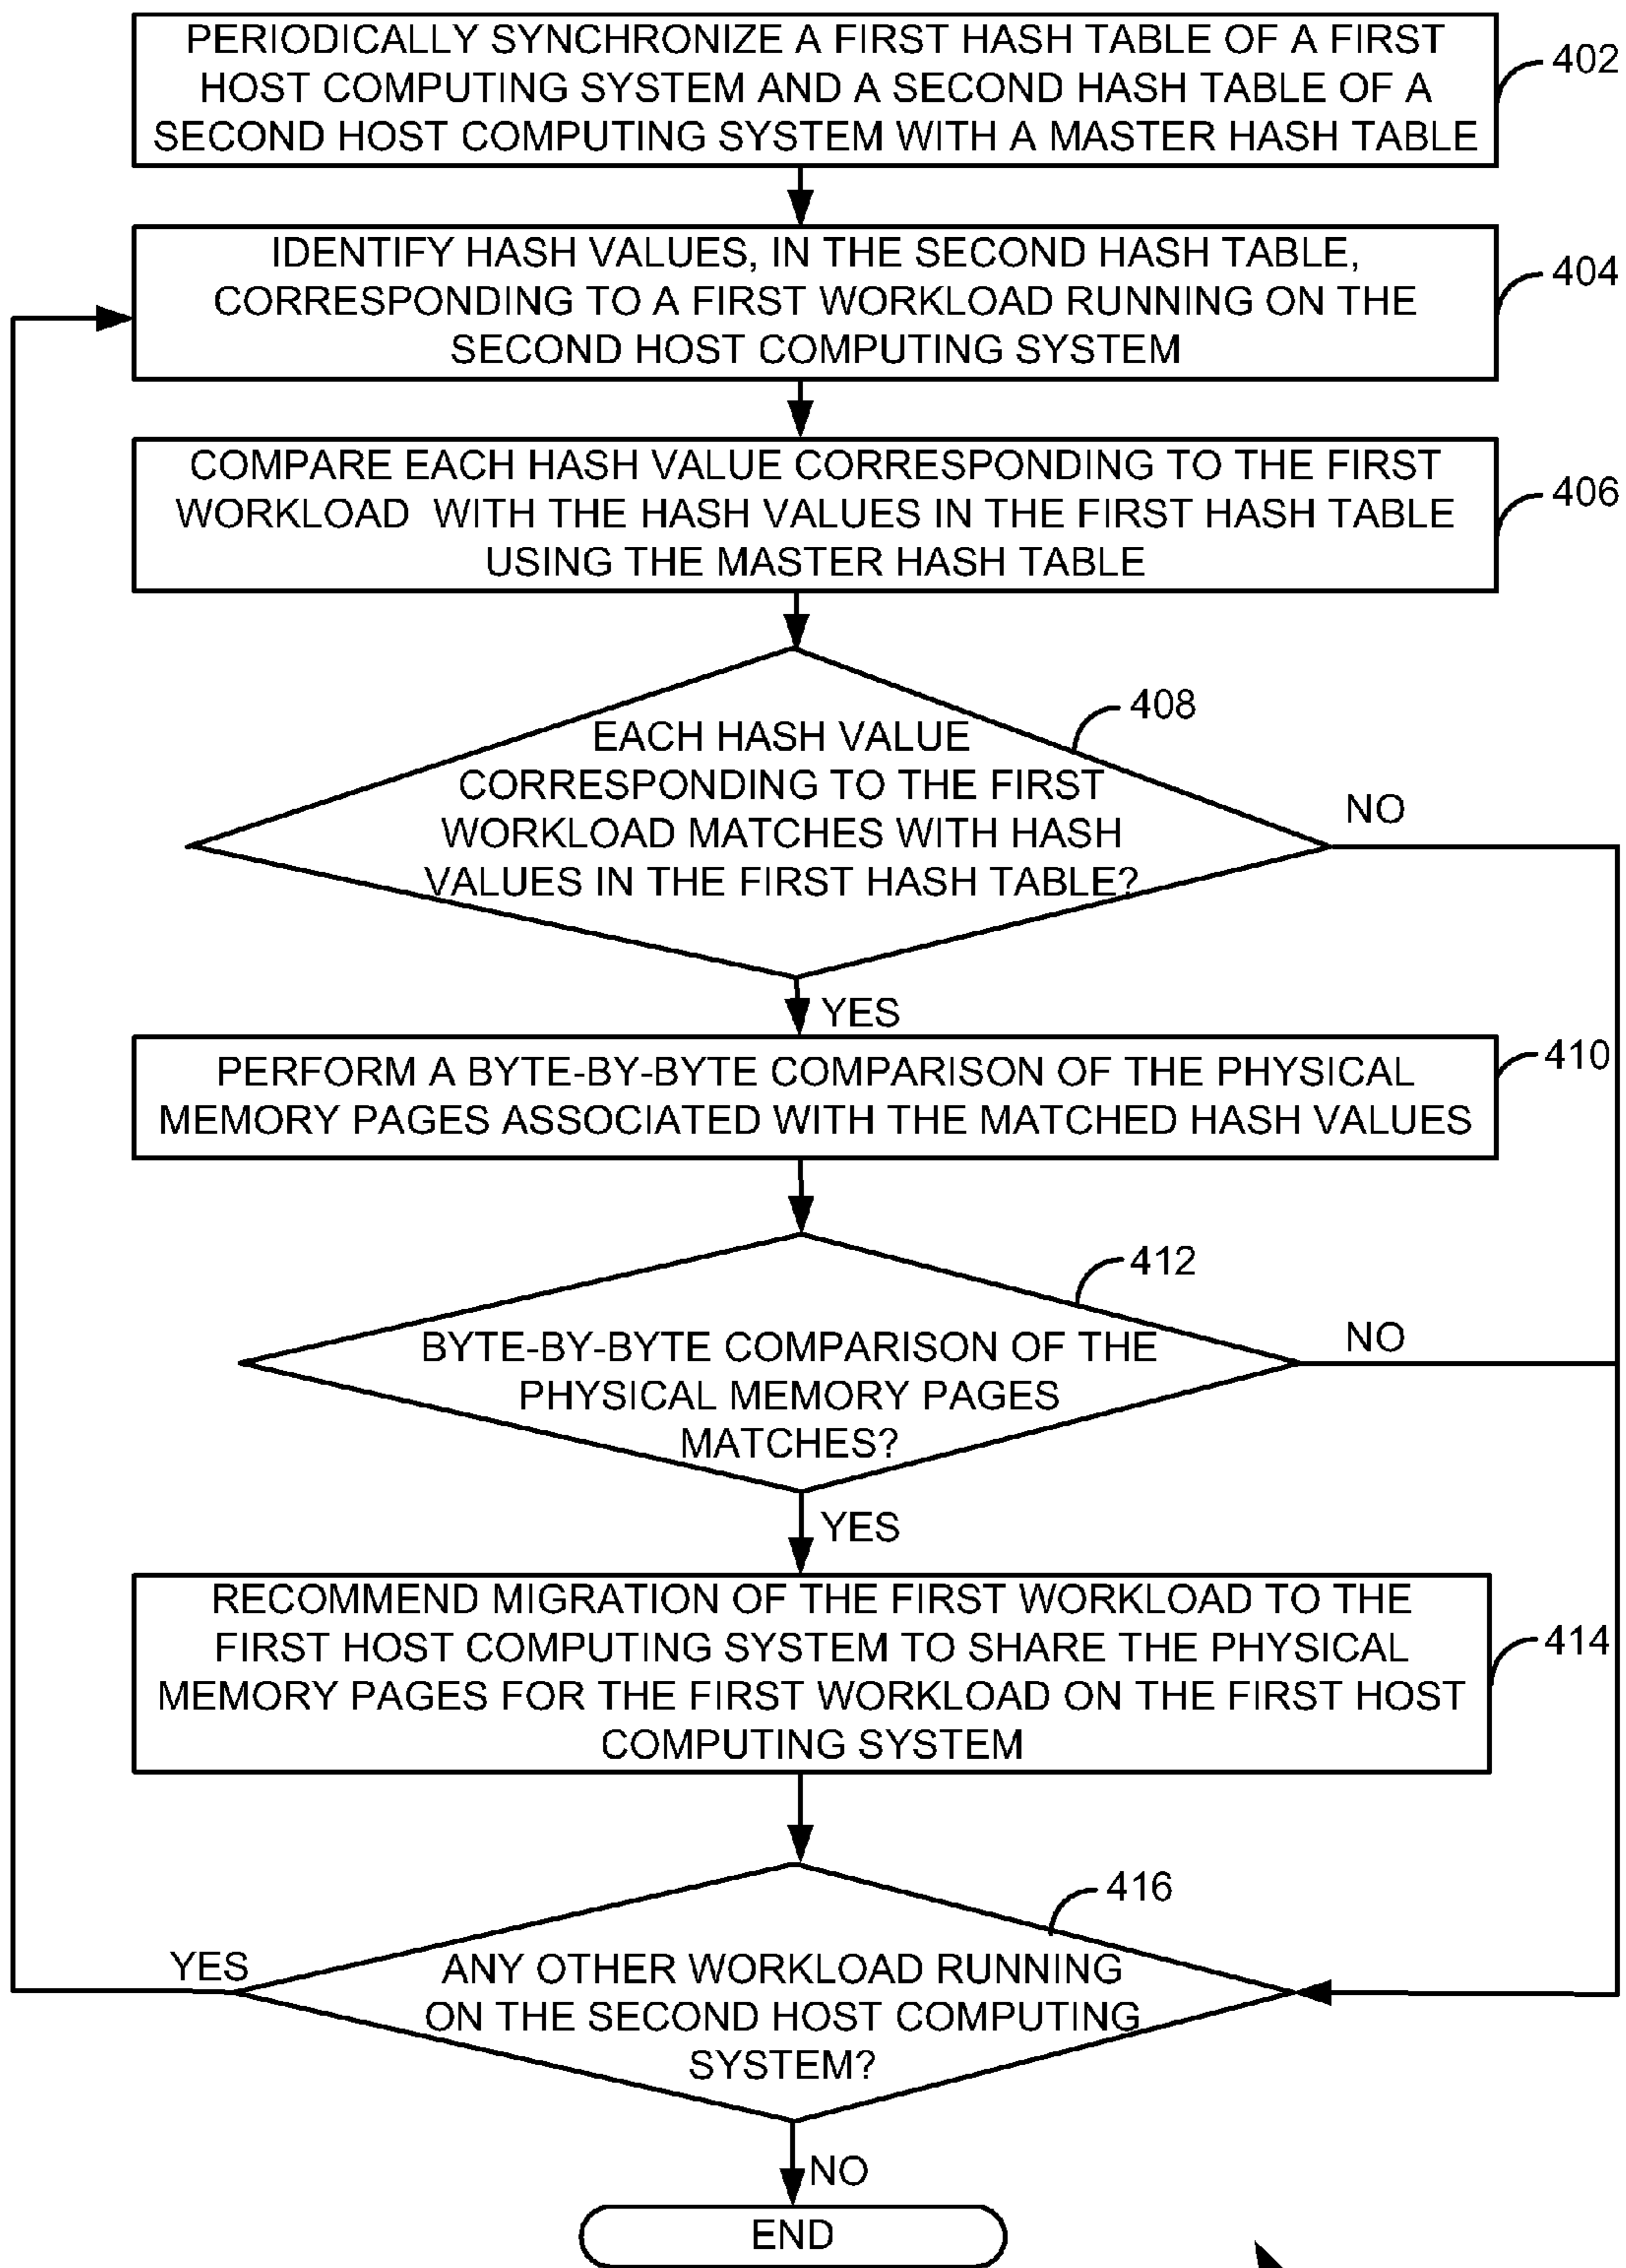 PERIODICALLY SYNCHRONIZE A FIRST HASH TABLE OF A FIRST
HOST COMPUTING SYSTEM AND A SECOND HASH TABLE OF A
SECOND HOST COMPUTING SYSTEM WITH A MASTER HASH TABLE
402
IDENTIFY HASH VALUES, IN THE SECOND HASH TABLE,
CORRESPONDING TO A FIRST WORKLOAD RUNNING ON THE
SECOND HOST COMPUTING SYSTEM
404
COMPARE EACH HASH VALUE CORRESPONDING TO THE FIRST
WORKLOAD WITH THE HASH VALUES IN THE FIRST HASH TABLE
USING THE MASTER HASH TABLE
406
408
EACH HASH VALUE
CORRESPONDING TO THE FIRST
WORKLOAD MATCHES WITH HASH
VALUES IN THE FIRST HASH TABLE?
NO
YES
PERFORM A BYTE-BY-BYTE COMPARISON OF THE PHYSICAL
MEMORY PAGES ASSOCIATED WITH THE MATCHED HASH VALUES
410
412
BYTE-BY-BYTE COMPARISON OF THE
PHYSICAL MEMORY PAGES
MATCHES?
NO
YES
RECOMMEND MIGRATION OF THE FIRST WORKLOAD TO THE
FIRST HOST COMPUTING SYSTEM TO SHARE THE PHYSICAL
MEMORY PAGES FOR THE FIRST WORKLOAD ON THE FIRST HOST
COMPUTING SYSTEM
414
416
YES
ANY OTHER WORKLOAD RUNNING
ON THE SECOND HOST COMPUTING
SYSTEM?
NO
END